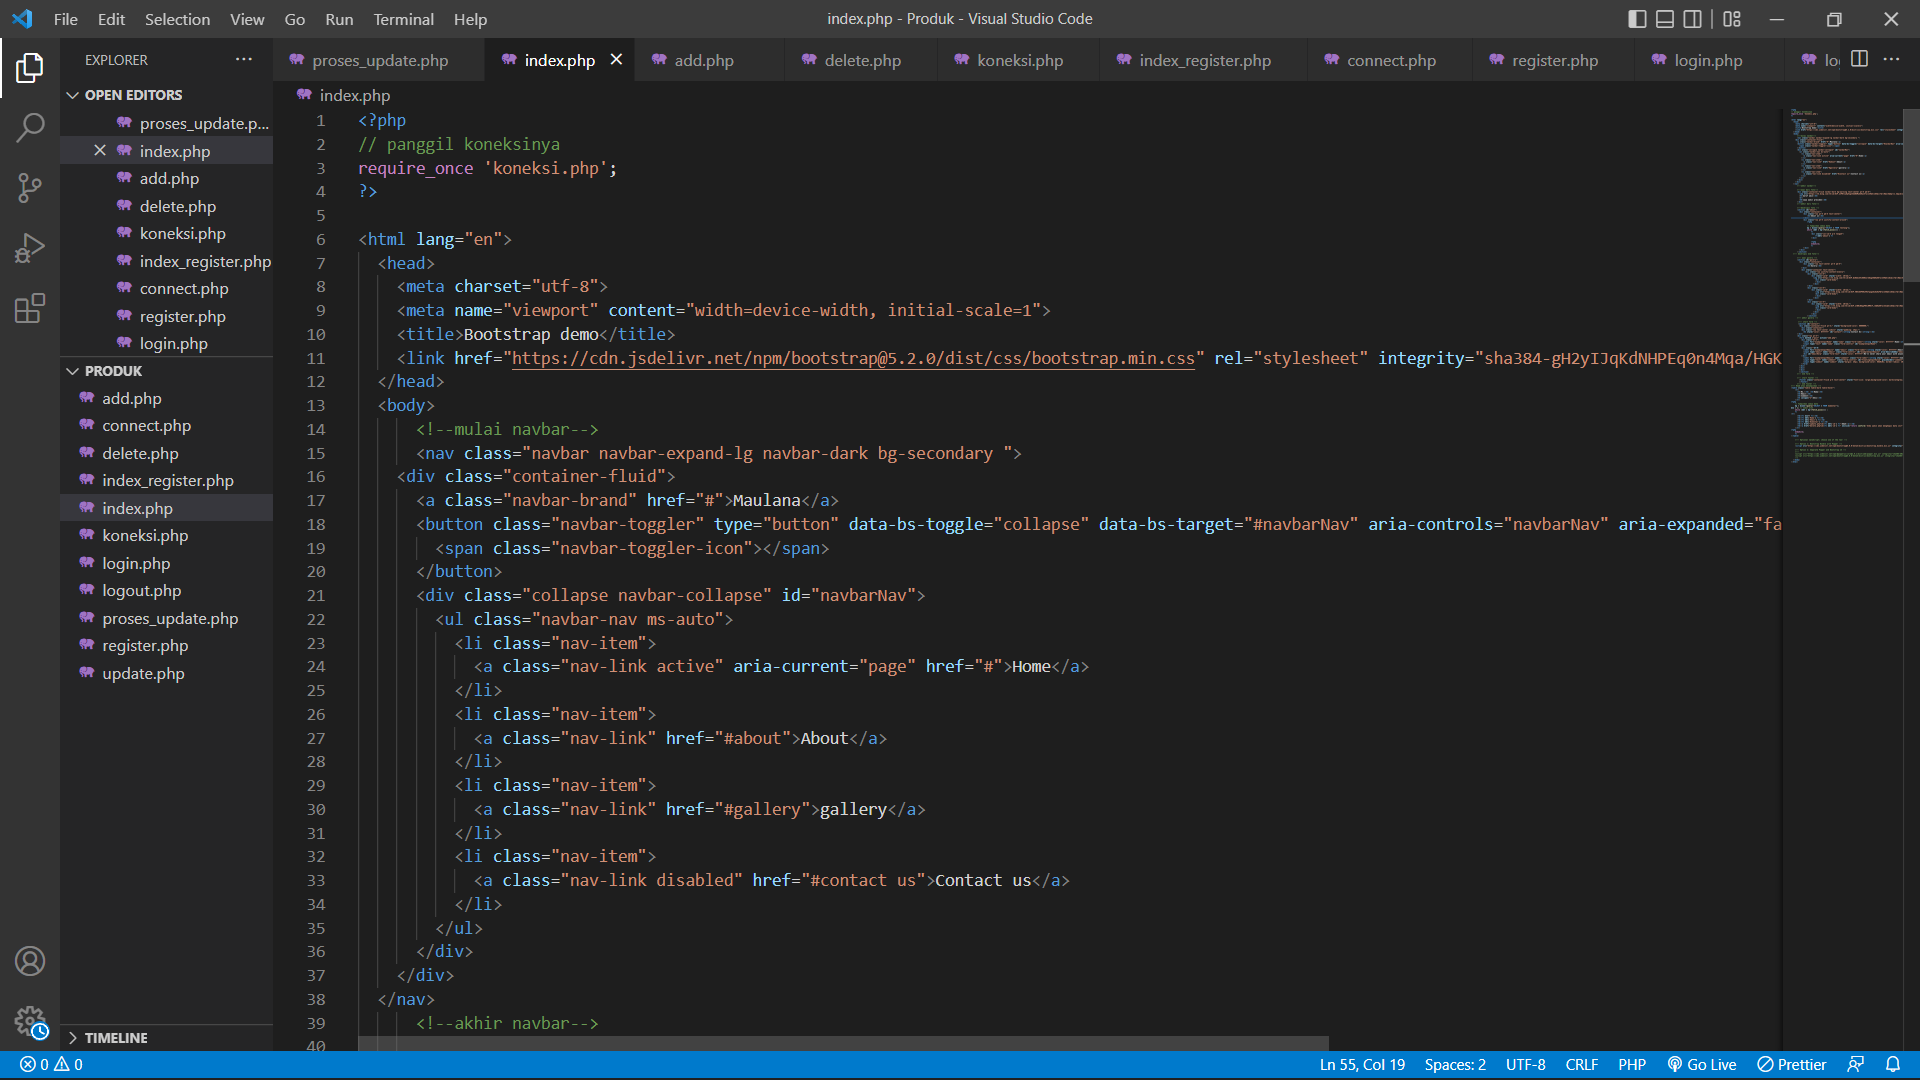 File Edit Selection View Go Run Terminal Help
index.php - Produk - Visual Studio Code
EXPLORER
OPEN EDITORS
proses_update.p...
index.php
add.php
delete.php
koneksi.php
index_register.php
connect.php
register.php
login.php
PRODUK
add.php
connect.php
delete.php
index_register.php
index.php
koneksi.php
login.php
logout.php
proses_update.php
register.php
update.php
TIMELINE
proses_update.php index.php add.php delete.php koneksi.php index_register.php connect.php register.php login.php lo
index.php
1 <?php
2 // panggil koneksinya
3 require_once 'koneksi.php';
4 ?>
5
6 <html lang="en">
7 <head>
8 <meta charset="utf-8">
9 <meta name="viewport" content="width=device-width, initial-scale=1">
10 <title>Bootstrap demo</title>
11 <link href="https://cdn.jsdelivr.net/npm/bootstrap@5.2.0/dist/css/bootstrap.min.css" rel="stylesheet" integrity="sha384-gH2yIJqKdNHPEq0n4Mqa/HGK
12 </head>
13 <body>
14 <!--mulai navbar-->
15 <nav class="navbar navbar-expand-lg navbar-dark bg-secondary ">
16 <div class="container-fluid">
17 <a class="navbar-brand" href="#">Maulana</a>
18 <button class="navbar-toggler" type="button" data-bs-toggle="collapse" data-bs-target="#navbarNav" aria-controls="navbarNav" aria-expanded="fa
19 <span class="navbar-toggler-icon"></span>
20 </button>
21 <div class="collapse navbar-collapse" id="navbarNav">
22 <ul class="navbar-nav ms-auto">
23 <li class="nav-item">
24 <a class="nav-link active" aria-current="page" href="#">Home</a>
25 </li>
26 <li class="nav-item">
27 <a class="nav-link" href="#about">About</a>
28 </li>
29 <li class="nav-item">
30 <a class="nav-link" href="#gallery">gallery</a>
31 </li>
32 <li class="nav-item">
33 <a class="nav-link disabled" href="#contact us">Contact us</a>
34 </li>
35 </ul>
36 </div>
37 </div>
38 </nav>
39 <!--akhir navbar-->
40
0 0
Ln 55, Col 19 Spaces: 2 UTF-8 CRLF PHP Go Live Prettier